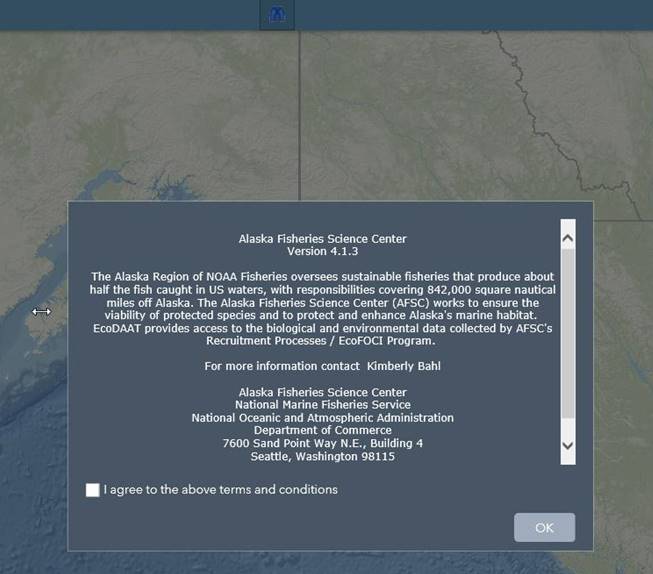 Alaska Fisheries Science Center
Version 4.1.3
The Alaska Region of NOAA Fisheries oversees sustainable fisheries that produce about
half the fish caught in US waters, with responsibilities covering 842,000 square nautical
miles off Alaska. The Alaska Fisheries Science Center (AFSC) works to ensure the
viability of protected species and to protect and enhance Alaska's marine habitat.
EcoDAAT provides access to the biological and environmental data collected by AFSC's
Recruitment Processes / EcoFOCI Program.
For more information contact Kimberly Bahl
Alaska Fisheries Science Center
National Marine Fisheries Service
National Oceanic and Atmospheric Administration
Department of Commerce
7600 Sand Point Way N.E., Building 4
Seattle, Washington 98115
I agree to the above terms and conditions
OK